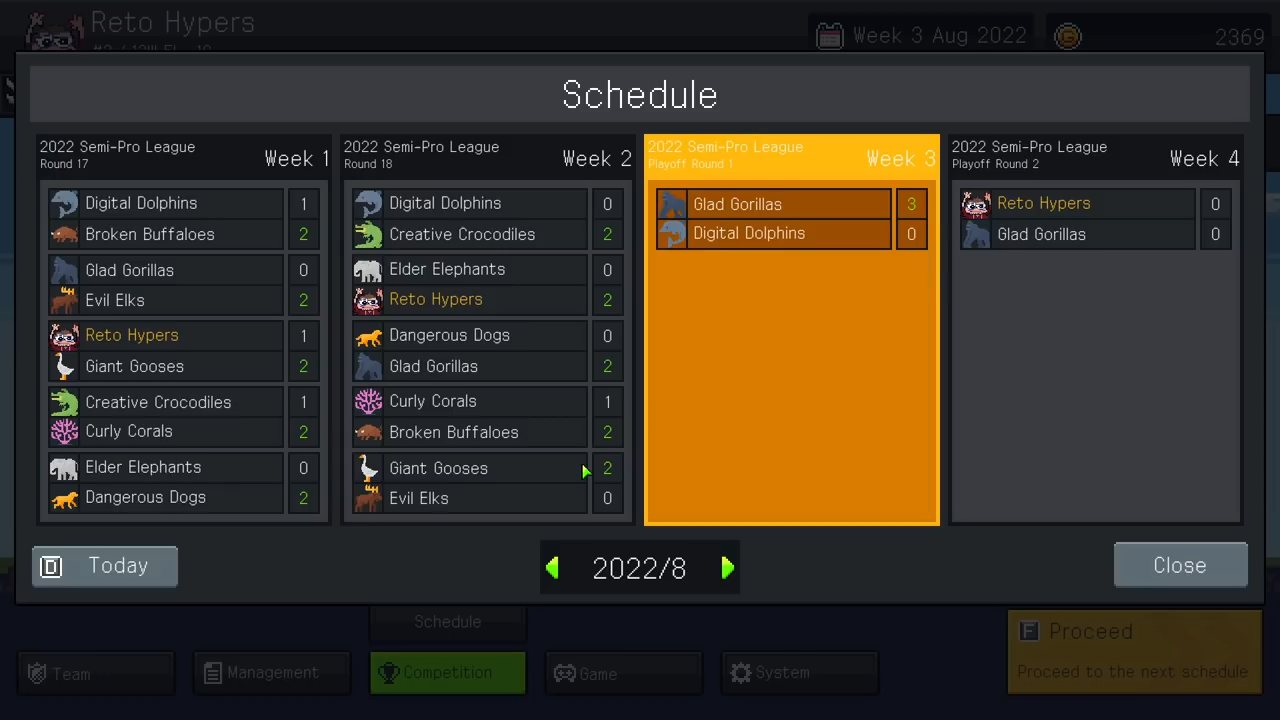 Reto Hypers
Week 3 Aug 2022
2369
Schedule
2022 Semi-Pro League
Round 17
Week 1
Digital Dolphins 1
Broken Buffaloes 2
Glad Gorillas 0
Evil Elks 2
Reto Hypers 1
Giant Gooses 2
Creative Crocodiles 1
Curly Corals 2
Elder Elephants 0
Dangerous Dogs 2
2022 Semi-Pro League
Round 18
Week 2
Digital Dolphins 0
Creative Crocodiles 2
Elder Elephants 0
Reto Hypers 2
Dangerous Dogs 0
Glad Gorillas 2
Curly Corals 1
Broken Buffaloes 2
Giant Gooses 2
Evil Elks 0
2022 Semi-Pro League
Playoff Round 1
Week 3
Glad Gorillas 3
Digital Dolphins 0
2022 Semi-Pro League
Playoff Round 2
Week 4
Reto Hypers 0
Glad Gorillas 0
D Today
2022/8
Close
Schedule
Team
Management
Competition
Game
System
F Proceed
Proceed to the next schedule